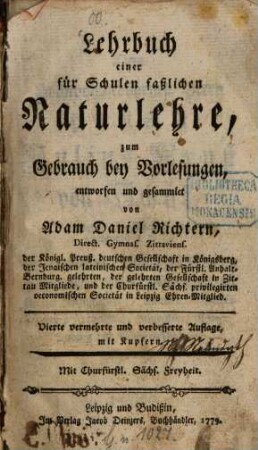 Lehrbuch
einer
für Schulen faßlichen
Naturlehre,
zum
Gebrauch bey Vorlesungen,
entworfen und gesammlet
von
Adam Daniel Richtern,
Direct. Gymnas. Zittaviens.
der Königl. Preuß. deutschen Gesellschaft in Königsberg,
der Jenaischen lateinischen Societät, der Fürstl. Anhalt-
Bernburg. gelehrten, der gelehrten Gesellschaft in Zit-
tau Mitgliede, und der Churfürstl. Sächs. privilegirten
oeconomischen Societät in Leipzig Ehren-Mitglied.
BIBLIOTHECA
REGIA
MONACENSIS
Vierte vermehrte und verbesserte Auflage,
mit Kupfern.
Mit Churfürstl. Sächs. Freyheit.
Leipzig und Budißin,
Im Verlag Jacob Deinzers, Buchhändler, 1779.